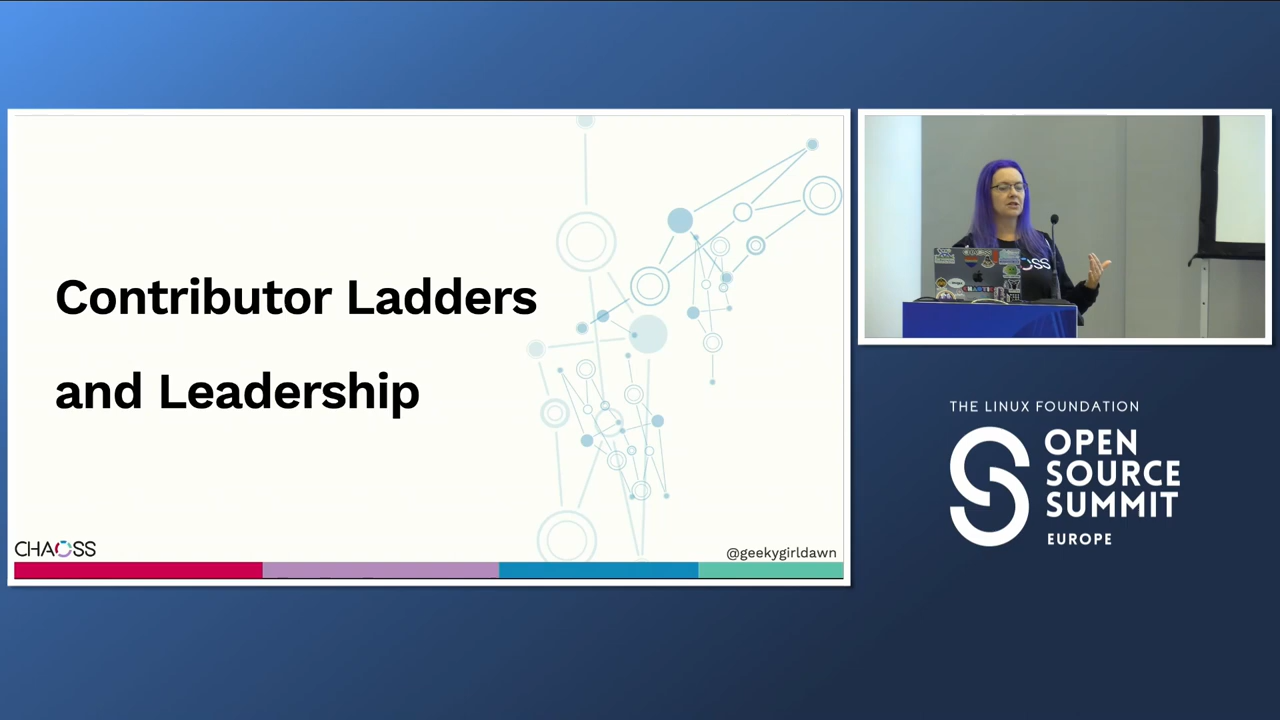 Contributor Ladders
and Leadership
CHAOSS
@geekygirldawn
THE LINUX FOUNDATION
OPEN
SOURCE
SUMMIT
EUROPE